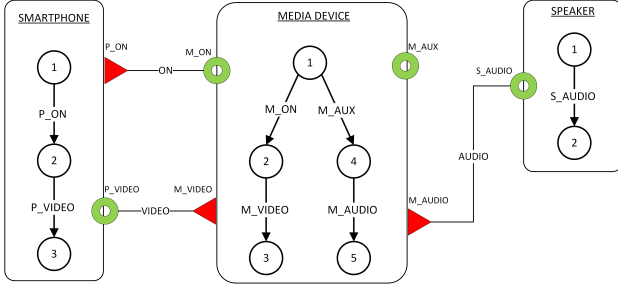 SMARTPHONE
MEDIA DEVICE
SPEAKER
P_ON
M_ON
M_AUX
1
1
1
ON
S_AUDIO
P_ON
M_ON
M_AUX
S_AUDIO
2
2
4
2
AUDIO
P_VIDEO
M_VIDEO
M_AUDIO
P_VIDEO
VIDEO
M_VIDEO
M_AUDIO
3
3
5